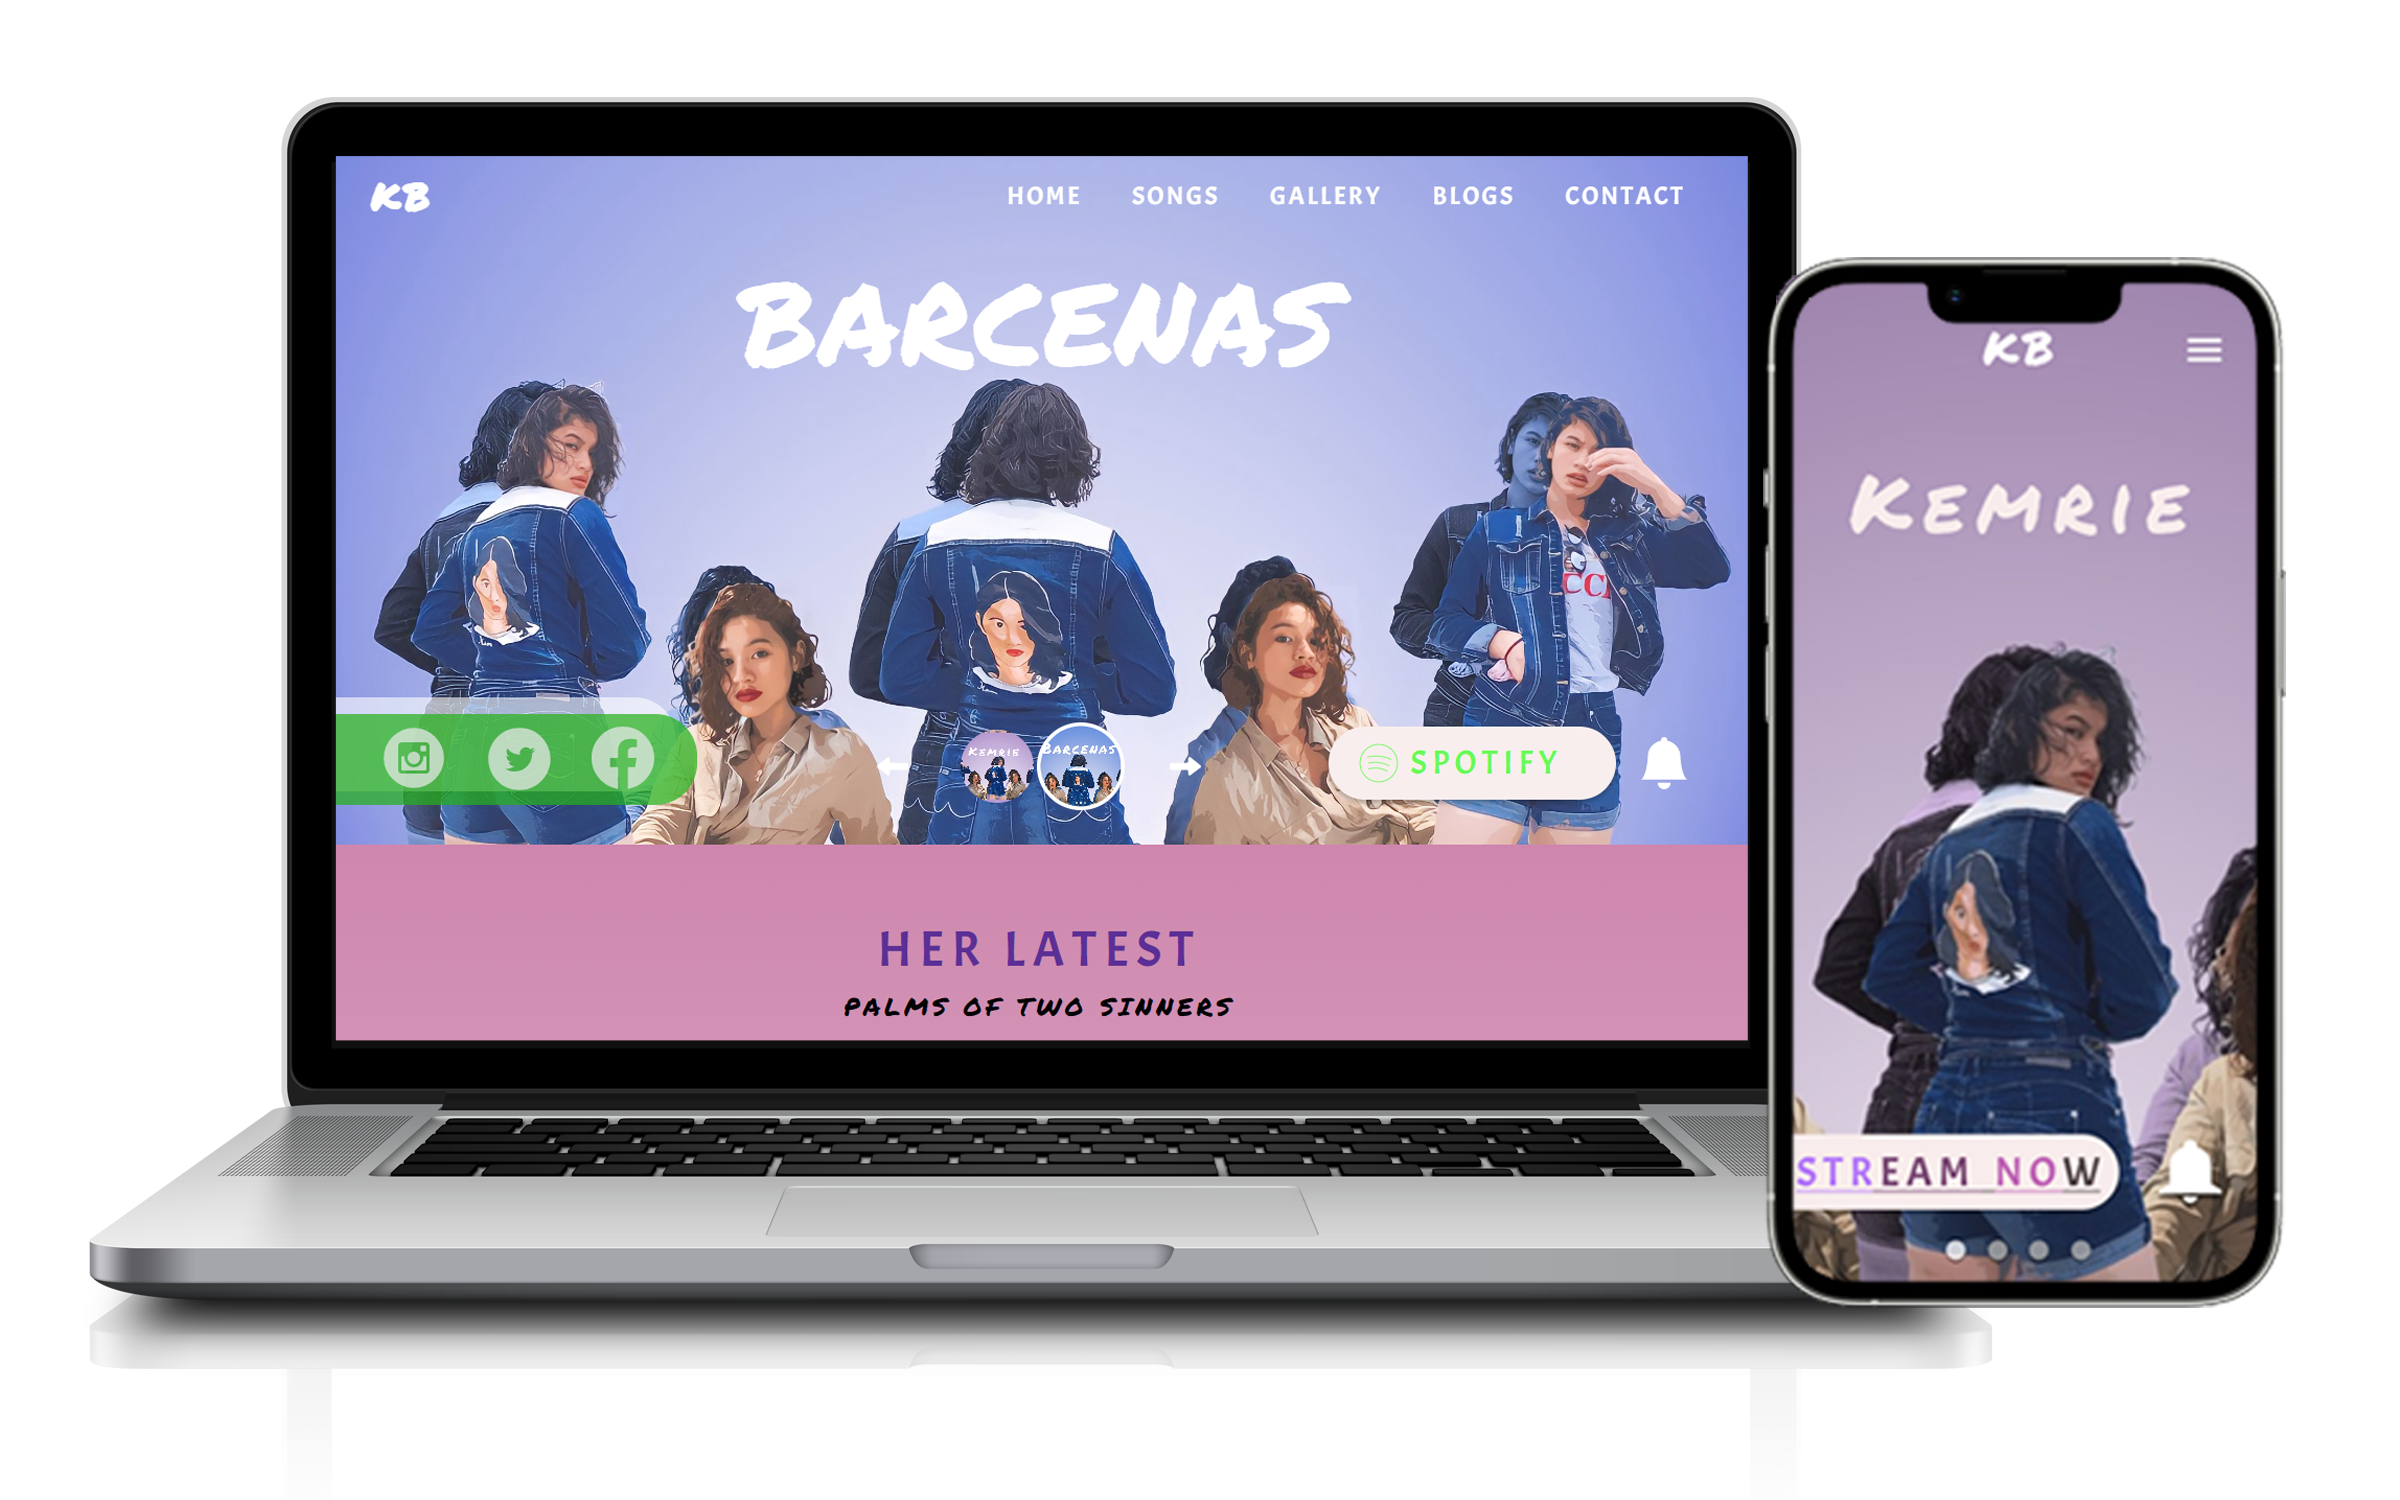 KB
HOME SONGS GALLERY BLOGS CONTACT
BARCENAS
CC
KEMRIE
BARCENAS
SPOTIFY
HER LATEST
PALMS OF TWO SINNERS
KB
KEMRIE
STREAM NOW